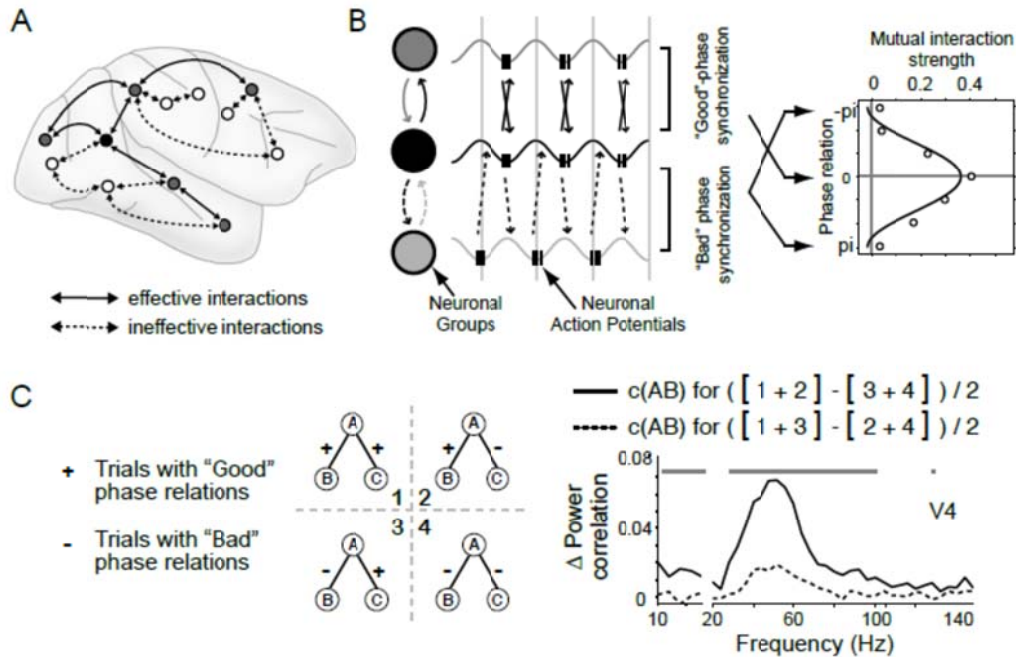 A
effective interactions
ineffective interactions
B
Neuronal
Groups
Neuronal
Action Potentials
"Good"-phase
synchronization
"Bad" phase
synchronization
Mutual interaction
strength
0 0.2 0.4
-pi
0
pi
Phase relation
C
+ Trials with "Good"
phase relations
- Trials with "Bad"
phase relations
A
+ +
B C
1
A
+ -
B C
2
3
A
- +
B C
4
A
- -
B C
c(AB) for ( [ 1 + 2 ] - [ 3 + 4 ] ) / 2
c(AB) for ( [ 1 + 3 ] - [ 2 + 4 ] ) / 2
0.08
0.04
0
Δ Power
correlation
V4
10 20 60 100 140
Frequency (Hz)